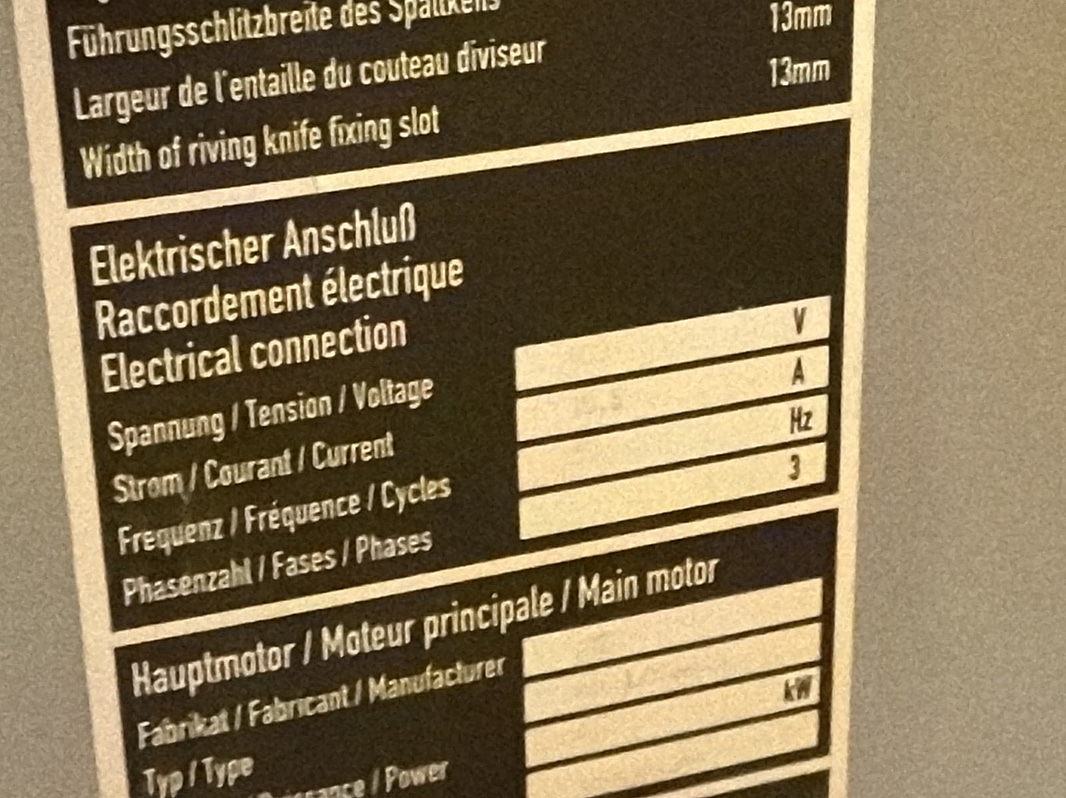 Führungsschlitzbreite des Spaltkeils 13mm
Largeur de l'entaille du couteau diviseur 13mm
Width of riving knife fixing slot
Elektrischer Anschluß
Raccordement électrique
Electrical connection
Spannung / Tension / Voltage V
Strom / Courant / Current A
Frequenz / Fréquence / Cycles Hz
Phasenzahl / Fases / Phases 3
Hauptmotor / Moteur principale / Main motor
Fabrikat / Fabricant / Manufacturer
Typ / Type
/ Power kW